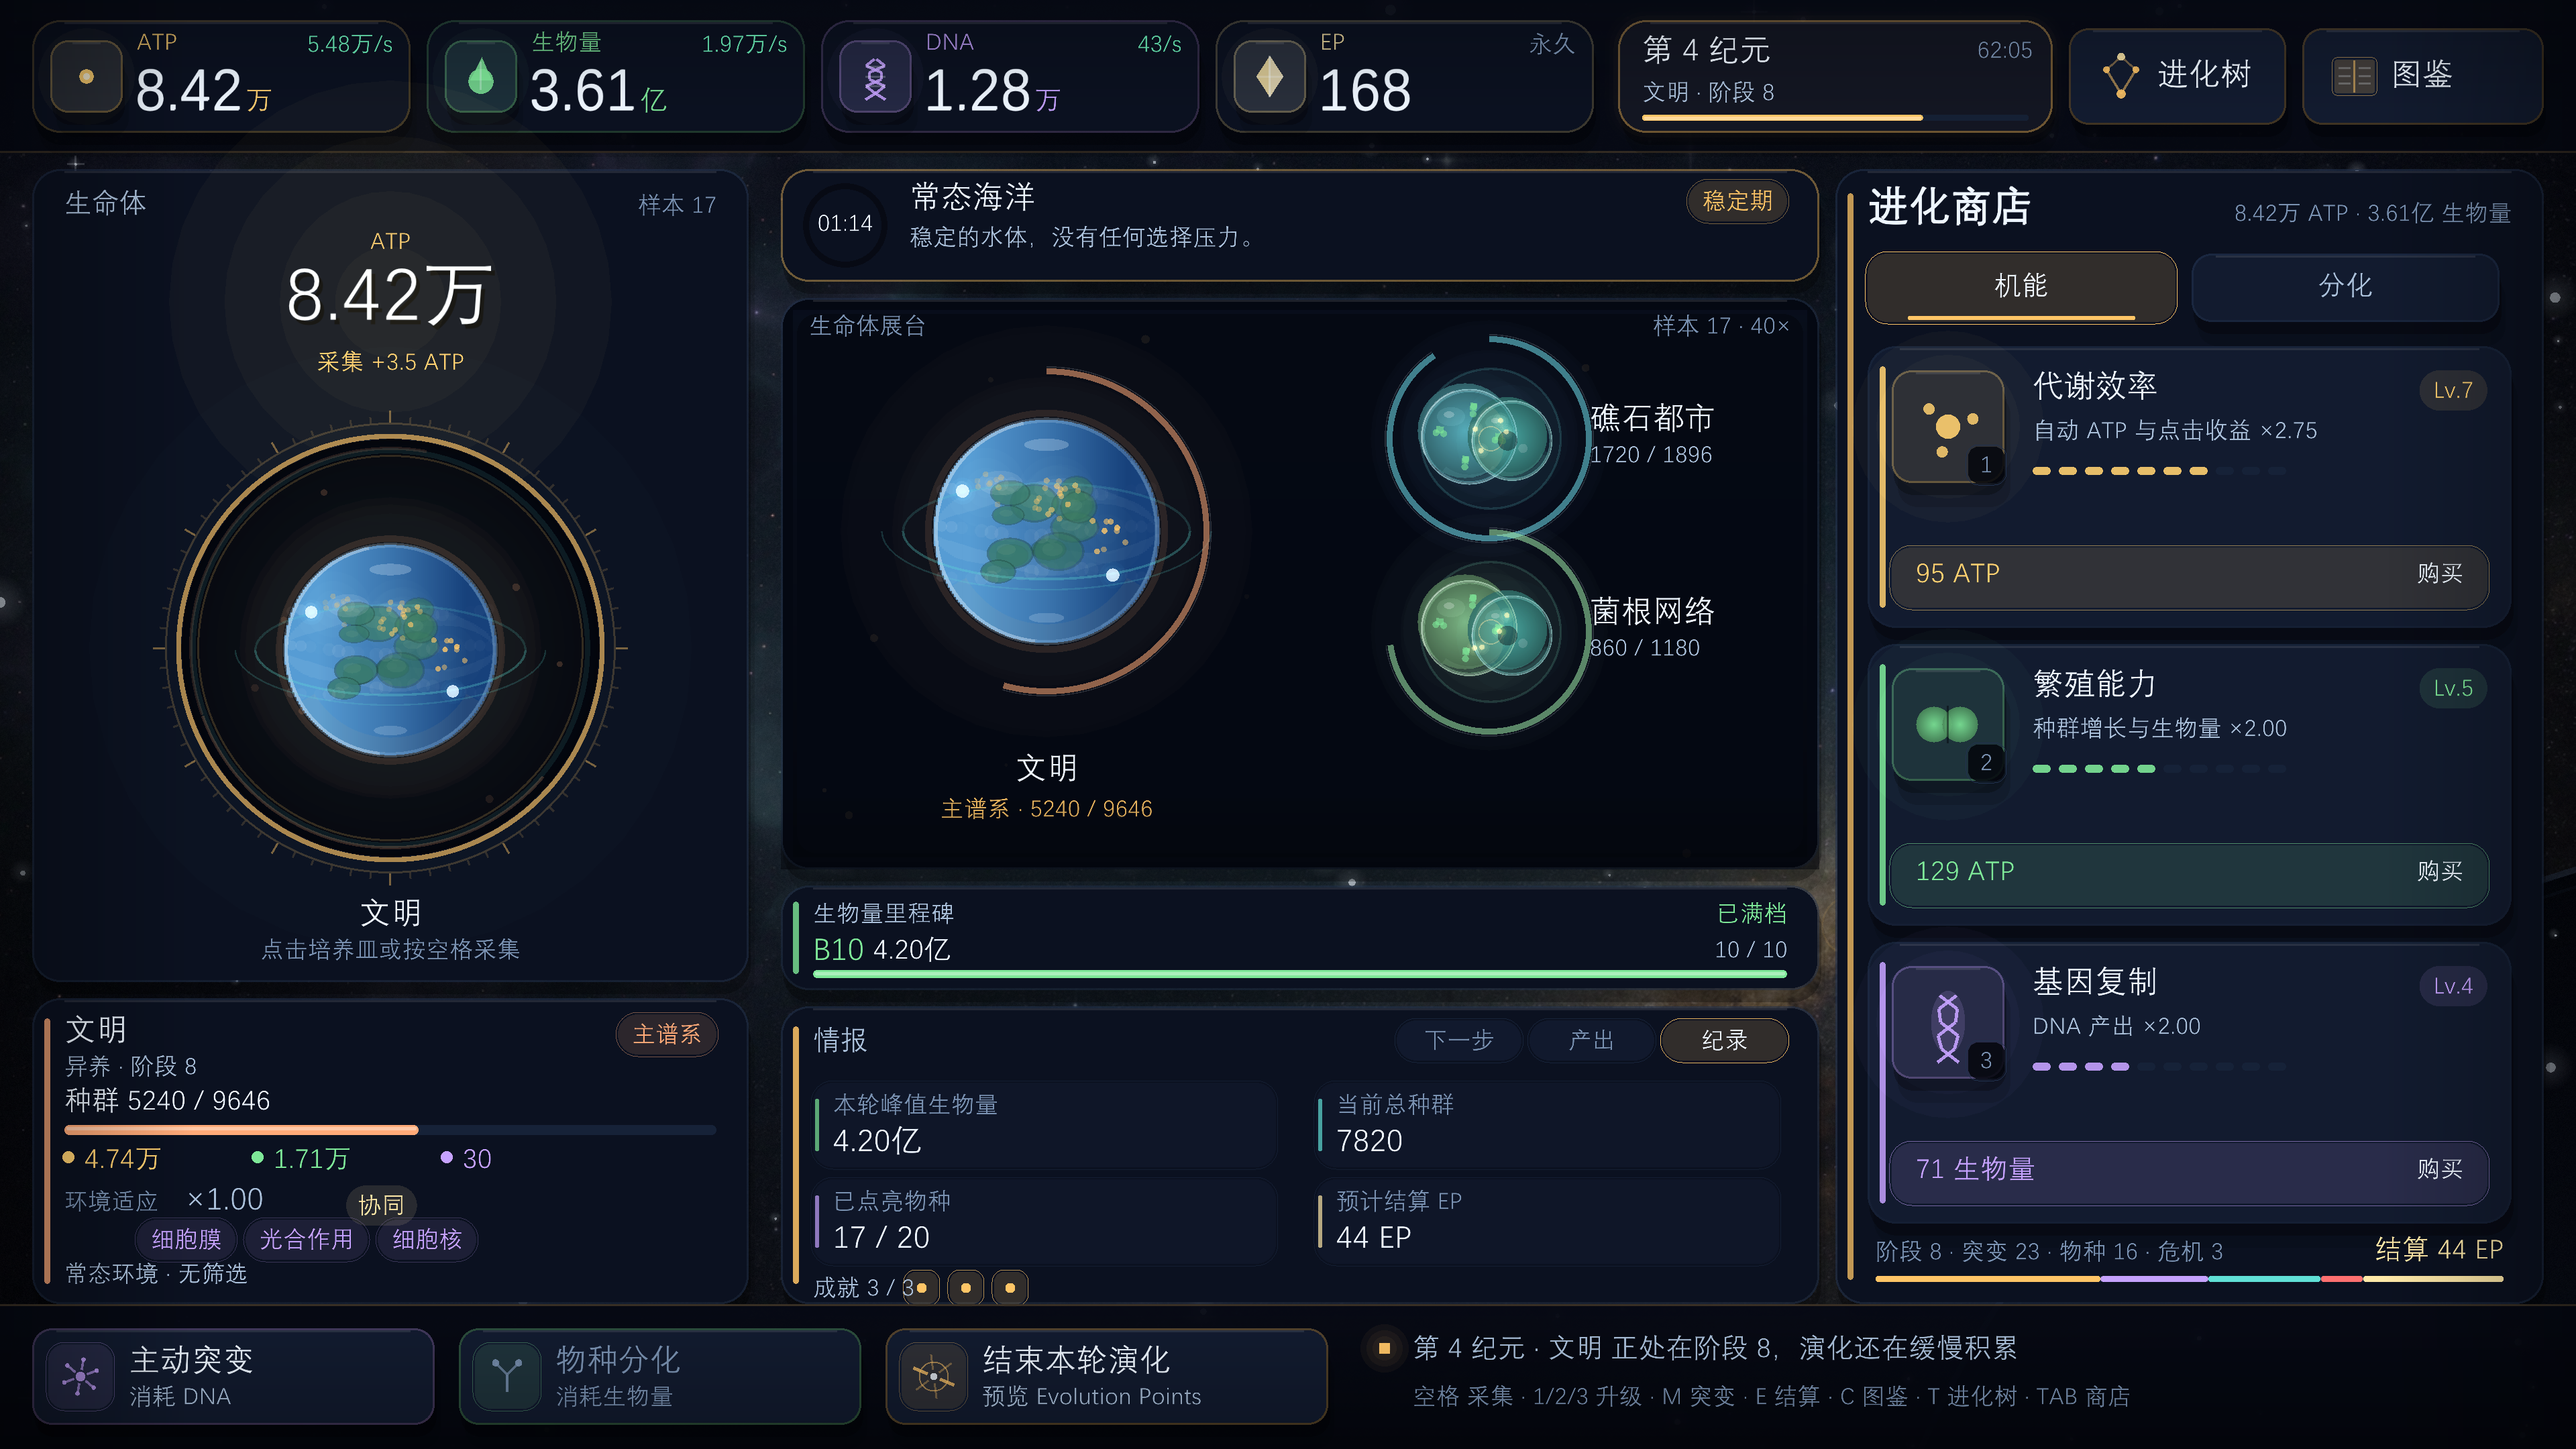 ATP 5.48万/s
8.42万
生物量 1.97万/s
3.61亿
DNA 43/s
1.28万
EP 永久
168
第 4 纪元 62:05
文明 · 阶段 8
进化树
图鉴
生命体 样本 17
ATP
8.42万
采集 +3.5 ATP
文明
点击培养皿或按空格采集
文明 主谱系
异养 · 阶段 8
种群 5240 / 9646
4.74万 1.71万 30
环境适应 ×1.00 协同
细胞膜 光合作用 细胞核
常态环境 · 无筛选
01:14
常态海洋 稳定期
稳定的水体，没有任何选择压力。
生命体展台 样本 17 · 40×
礁石都市
1720 / 1896
菌根网络
860 / 1180
文明
主谱系 · 5240 / 9646
生物量里程碑 已满档
B10 4.20亿 10 / 10
情报 下一步 产出 纪录
本轮峰值生物量 当前总种群
4.20亿 7820
已点亮物种 预计结算 EP
17 / 20 44 EP
成就 3 / 3
进化商店 8.42万 ATP · 3.61亿 生物量
机能 分化
代谢效率 Lv.7
自动 ATP 与点击收益 ×2.75
1
95 ATP 购买
繁殖能力 Lv.5
种群增长与生物量 ×2.00
2
129 ATP 购买
基因复制 Lv.4
DNA 产出 ×2.00
3
71 生物量 购买
阶段 8 · 突变 23 · 物种 16 · 危机 3 结算 44 EP
主动突变
消耗 DNA
物种分化
消耗生物量
结束本轮演化
预览 Evolution Points
第 4 纪元 · 文明 正处在阶段 8，演化还在缓慢积累
空格 采集 · 1/2/3 升级 · M 突变 · E 结算 · C 图鉴 · T 进化树 · TAB 商店